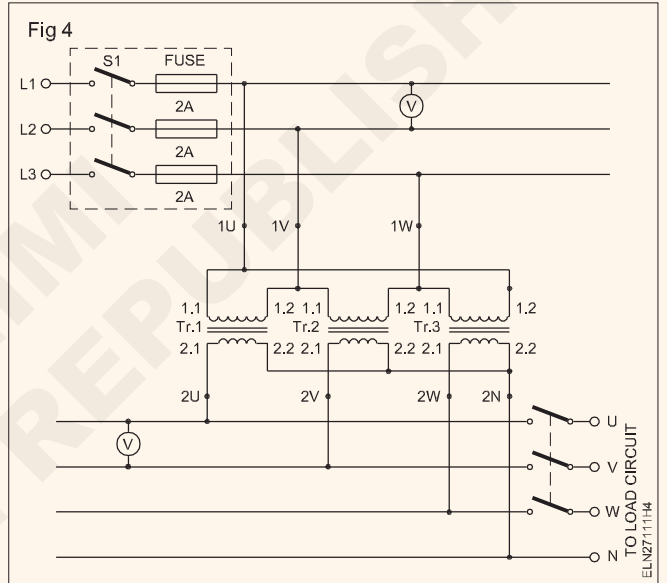 Fig 4
S1 FUSE
L1
2A
V
L2
2A
L3
2A
1U 1V 1W
1.1 1.2 1.1 1.2 1.1 1.2
Tr.1 Tr.2 Tr.3
2.1 2.2 2.1 2.2 2.1 2.2
2U 2V 2W 2N
U
V
V
W
N
TO LOAD CIRCUIT
ELN27111H4
IMI
REPUBLISH